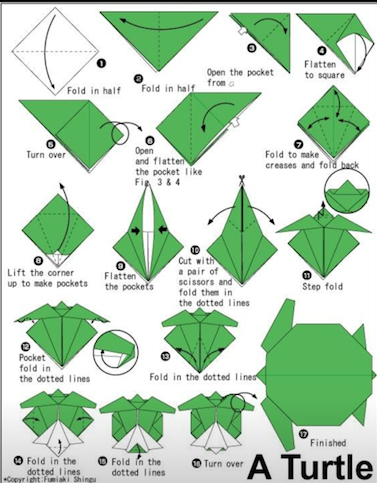 1
Fold in half
2
Fold in half
3
Open the pocket
from
4
Flatten
to square
5
Turn over
6
Open
and flatten
the pocket like
Fig. 3 & 4
7
Fold to make
creases and fold back
8
Lift the corner
up to make pockets
9
Flatten
the pockets
10
Cut with
a pair of
scissors and
fold them in
the dotted lines
11
Step fold
12
Pocket
fold in
the dotted lines
13
Fold in the dotted lines
14 Fold in the
dotted lines
15 Fold in the
dotted lines
16 Turn over
17
Finished
A Turtle
*Copyright:Fumiaki Shingu